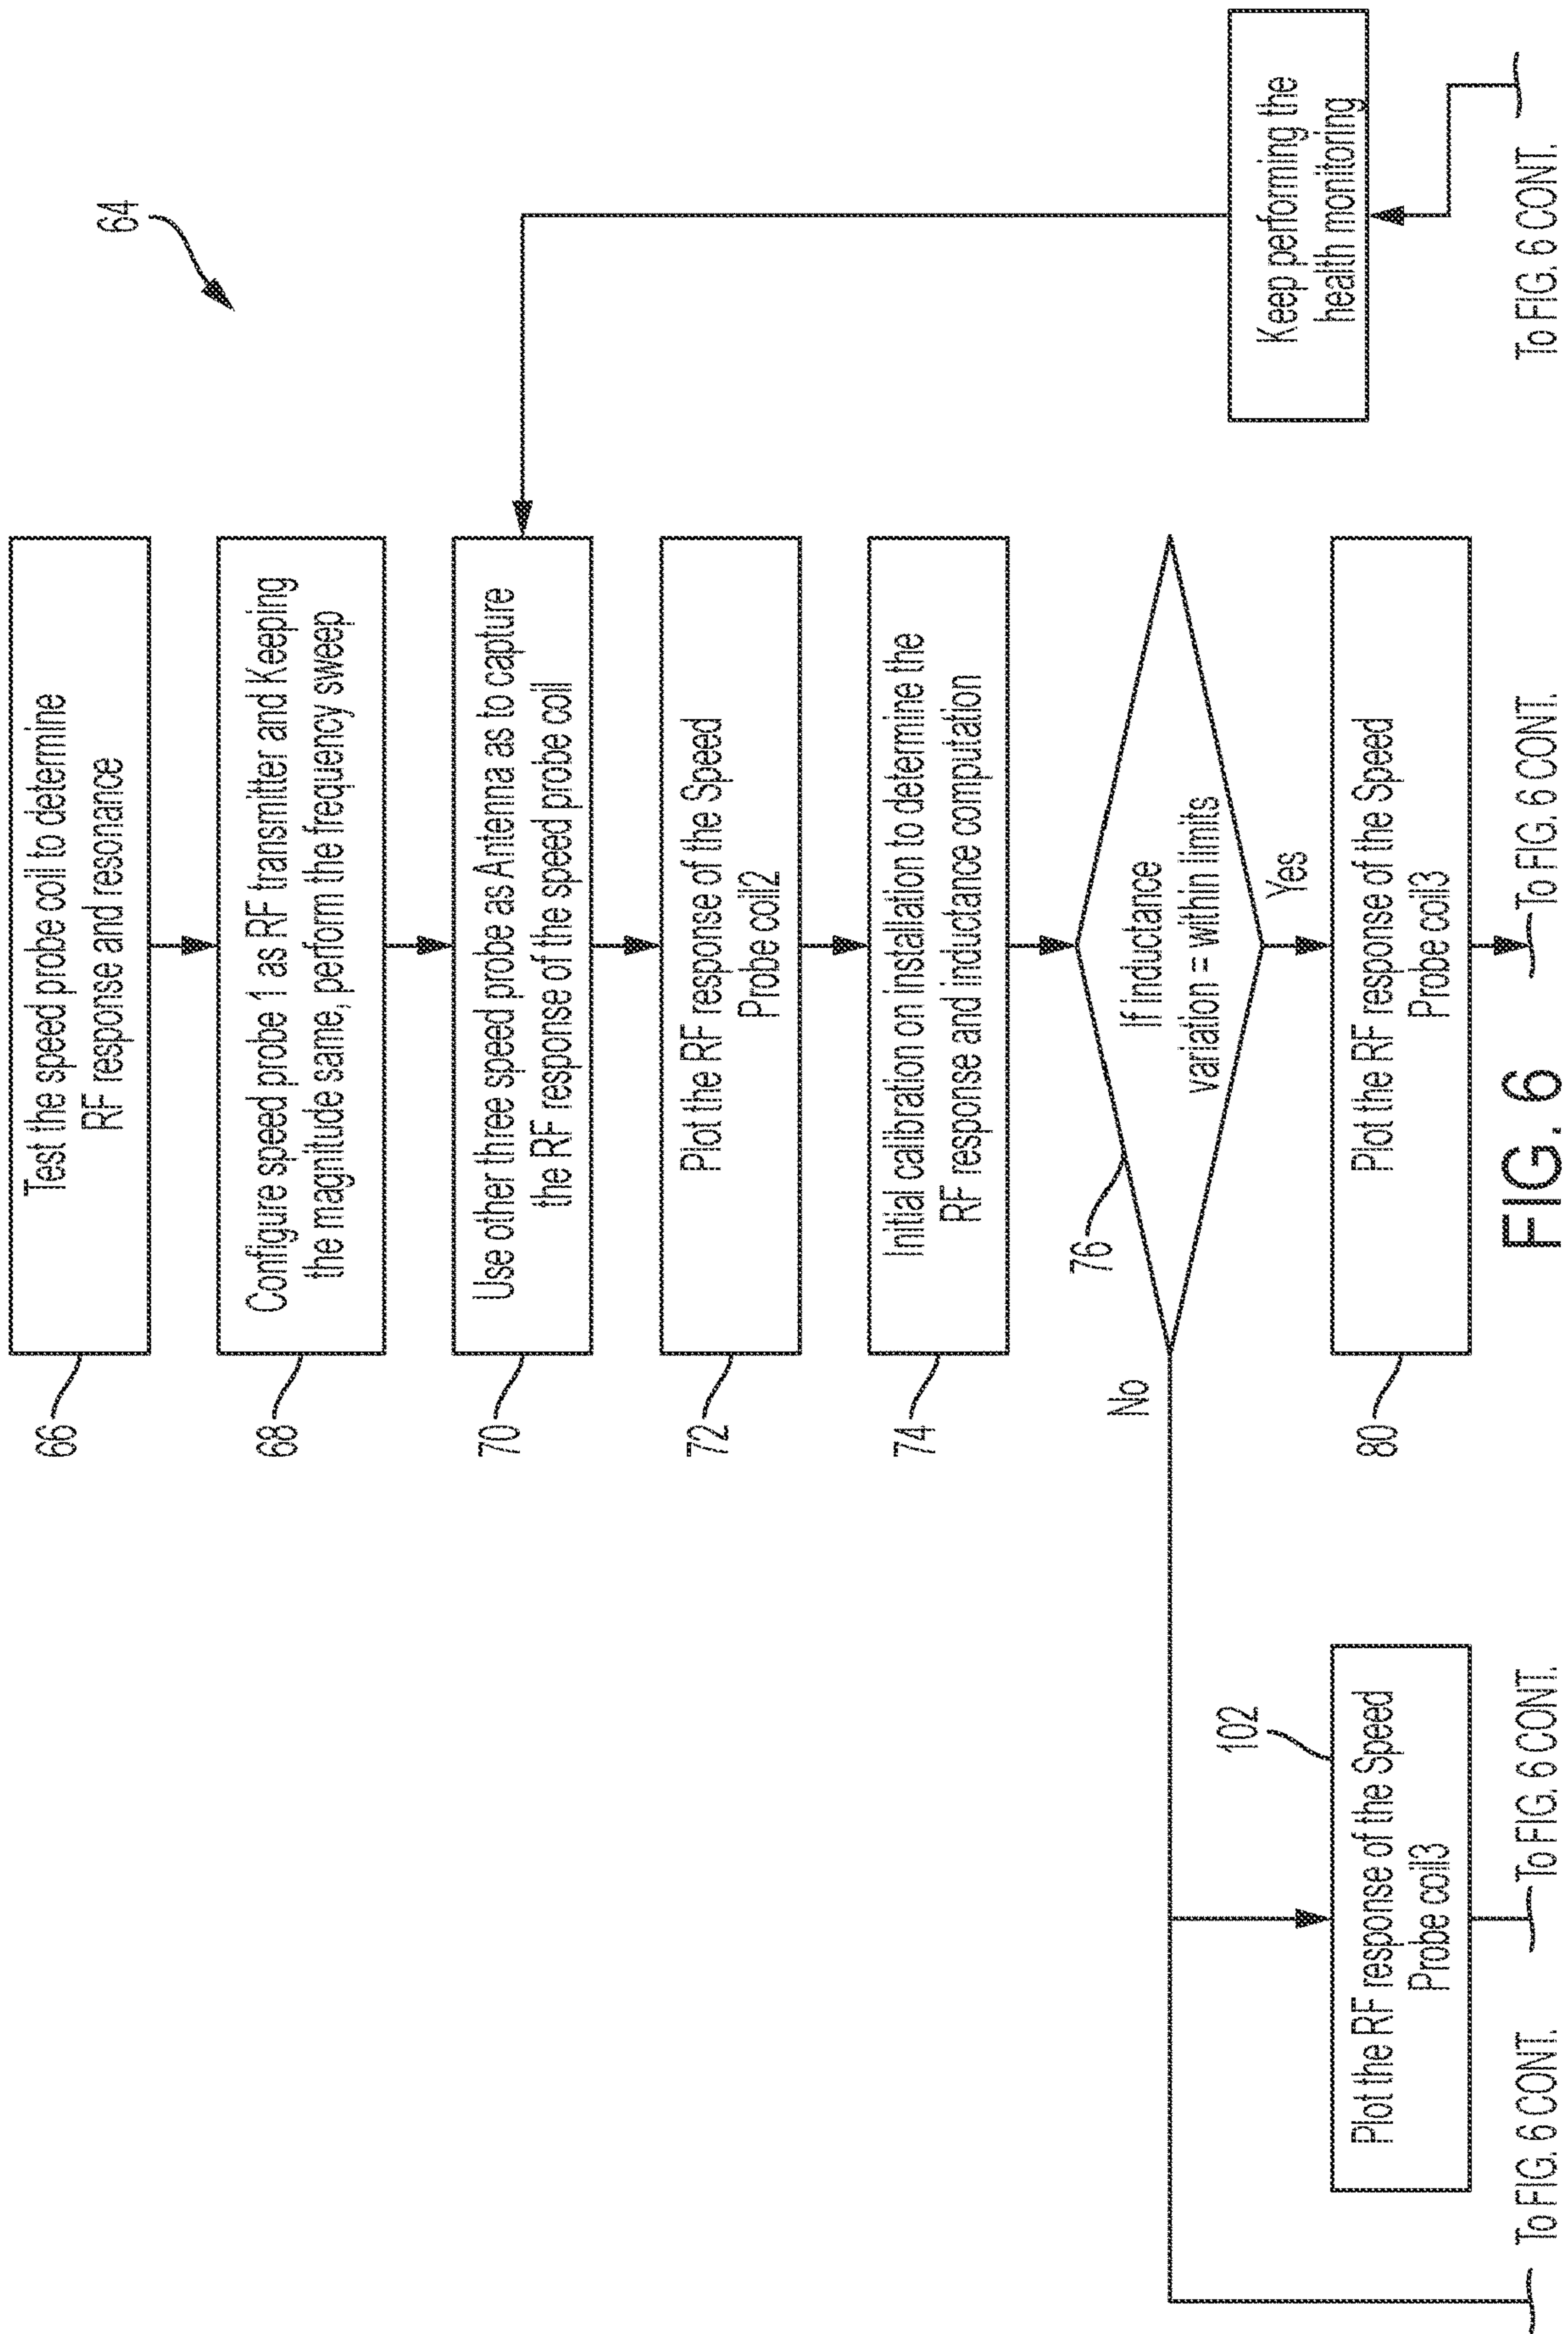 64
66
Test the speed probe coil to determine
RF response and resonance
68
Configure speed probe 1 as RF transmitter and Keeping
the magnitude same, perform the frequency sweep
70
Use other three speed probe as Antenna as to capture
the RF response of the speed probe coil
72
Plot the RF response of the Speed
Probe coil2
74
Initial calibration on installation to determine the
RF response and inductance computation
76
If inductance
variation = within limits
No
Yes
Keep performing the
health monitoring
102
Plot the RF response of the Speed
Probe coil3
80
Plot the RF response of the Speed
Probe coil3
To FIG. 6 CONT.
To FIG. 6 CONT.
To FIG. 6 CONT.
To FIG. 6 CONT.
FIG. 6